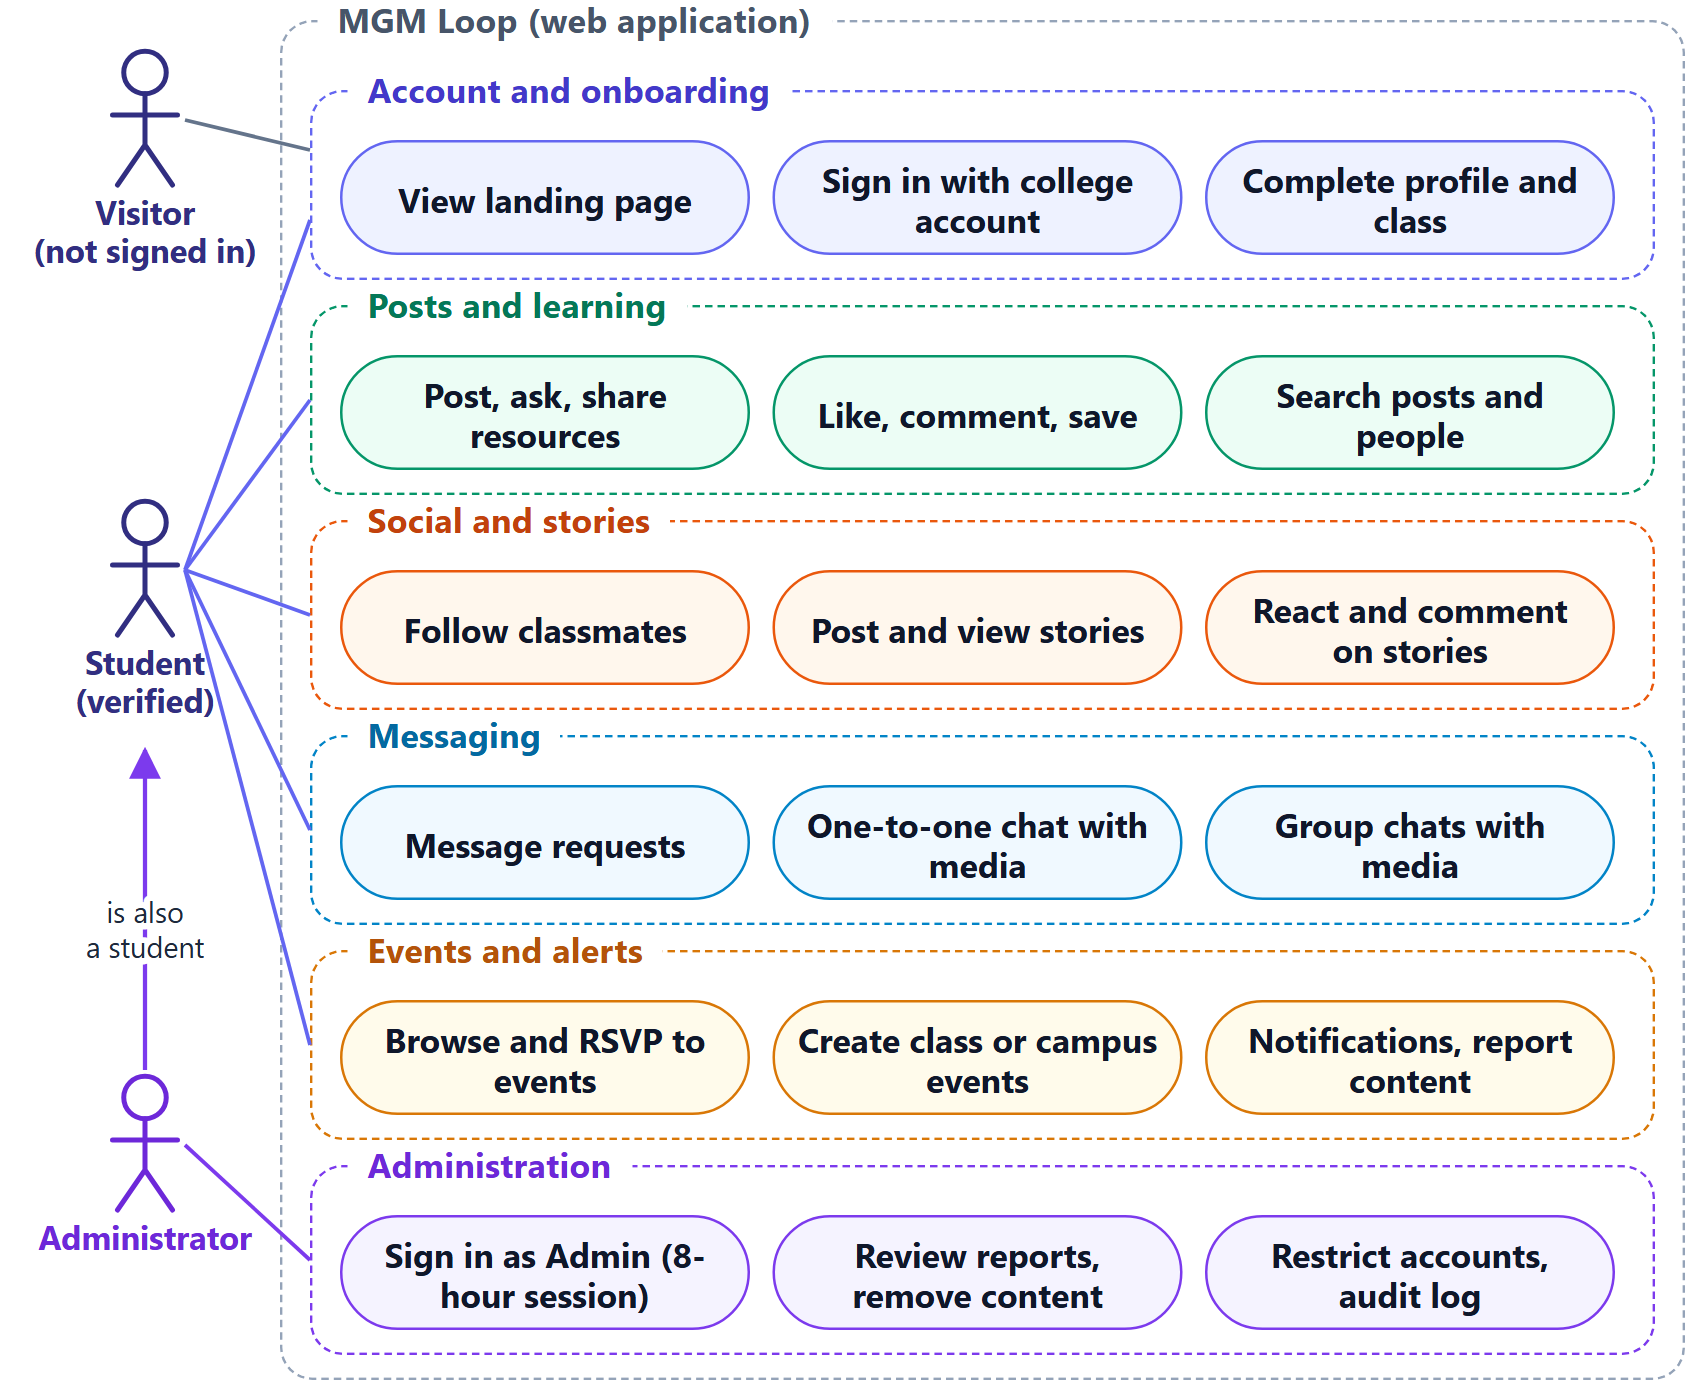 MGM Loop (web application)
Visitor
(not signed in)
Account and onboarding
View landing page
Sign in with college
account
Complete profile and
class
Posts and learning
Post, ask, share
resources
Like, comment, save
Search posts and
people
Student
(verified)
Social and stories
Follow classmates
Post and view stories
React and comment
on stories
Messaging
Message requests
One-to-one chat with
media
Group chats with
media
is also
a student
Events and alerts
Browse and RSVP to
events
Create class or campus
events
Notifications, report
content
Administrator
Administration
Sign in as Admin (8-
hour session)
Review reports,
remove content
Restrict accounts,
audit log